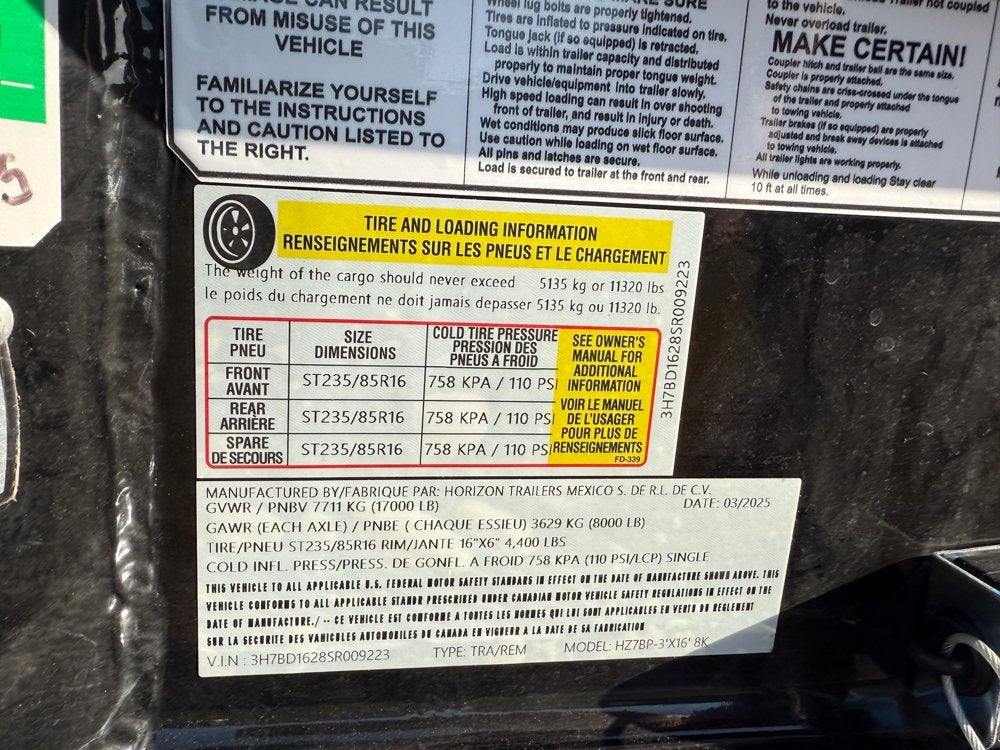 CAN RESULT
FROM MISUSE OF THIS
VEHICLE
FAMILIARIZE YOURSELF
TO THE INSTRUCTIONS
AND CAUTION LISTED TO
THE RIGHT.
SURE
Wheel lug bolts are properly tightened.
Tires are inflated to pressure indicated on tire.
Tongue jack (if so equipped) is retracted.
Load is within trailer capacity and distributed
properly to maintain proper tongue weight.
Drive vehicle/equipment into trailer slowly.
High speed loading can result in over shooting
front of trailer, and result in injury or death.
Wet conditions may produce slick floor surface.
Use caution while loading on wet floor surface.
All pins and latches are secure.
Load is secured to trailer at the front and rear.
trailer not coupled
to the vehicle.
Never overload trailer.
MAKE CERTAIN!
Coupler hitch and trailer ball are the same size.
Coupler is properly attached.
Safety chains are criss-crossed under the tongue
of the trailer and properly attached
to towing vehicle.
Trailer brakes (if so equipped) are properly
adjusted and break away devices is attached
to towing vehicle.
All trailer lights are working properly.
While unloading and loading Stay clear
10 ft at all times.
5
TIRE AND LOADING INFORMATION
RENSEIGNEMENTS SUR LES PNEUS ET LE CHARGEMENT
The weight of the cargo should never exceed 5135 kg or 11320 lbs
le poids du chargement ne doit jamais depasser 5135 kg ou 11320 lb.
TIRE
PNEU
SIZE
DIMENSIONS
COLD TIRE PRESSURE
PRESSION DES
PNEUS A FROID
FRONT
AVANT
ST235/85R16
758 KPA / 110 PSI
REAR
ARRIÈRE
ST235/85R16
758 KPA / 110 PSI
SPARE
DE SECOURS
ST235/85R16
758 KPA / 110 PSI
SEE OWNER'S
MANUAL FOR
ADDITIONAL
INFORMATION
VOIR LE MANUEL
DE L'USAGER
POUR PLUS DE
RENSEIGNEMENTS
FD-339
3H7BD1628SR009223
MANUFACTURED BY/FABRIQUE PAR: HORIZON TRAILERS MEXICO S. DE R.L. DE C.V.
GVWR / PNBV 7711 KG (17000 LB) DATE: 03/2025
GAWR (EACH AXLE) / PNBE ( CHAQUE ESSIEU) 3629 KG (8000 LB)
TIRE/PNEU ST235/85R16 RIM/JANTE 16"X6" 4,400 LBS
COLD INFL. PRESS/PRESS. DE GONFL. A FROID 758 KPA (110 PSI/LCP) SINGLE
THIS VEHICLE TO ALL APPLICABLE U.S. FEDERAL MOTOR SAFETY STANDARS IN EFFECT ON THE DATE OF MANUFACTURE SHOWN ABOVE. THIS
VEHICLE CONFORMS TO ALL APPLICABLE STANDR PRESCRIBED UNDER CANADIAN MOTOR VEHICLE SAFETY REGULATIONS IN EFFECT ON THE
DATE OF MANUFACTURE./ -- CE VEHICLE EST CONFORME A TOUTES LES NORMES QUI LUI SONT APPLICABLES EN VERTU DU REGLEMENT
SUR LA SECURITE DES VAHICULES AUTOMOBILES DU CANADA EN VIGUEUR A LA DATE DE SA FABRICATION
V.I.N : 3H7BD1628SR009223 TYPE: TRA/REM MODEL: HZ7BP-3'X16' 8K